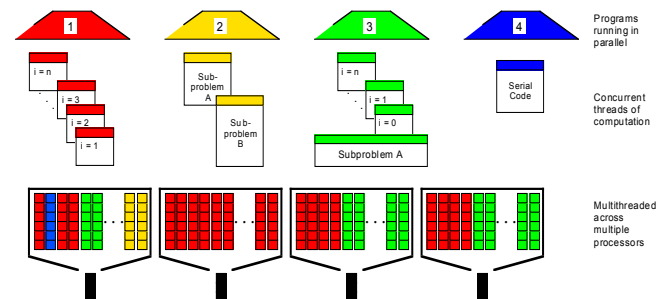 1
2
3
4
Programs
running in
parallel
i = n
. . .
i = 3
i = 2
i = 1
Sub-
problem
A
Sub-
problem
B
i = n
. . .
i = 1
i = 0
Subproblem A
Serial
Code
Concurrent
threads of
computation
. . .
. . .
. . .
. . .
Multithreaded
across
multiple
processors